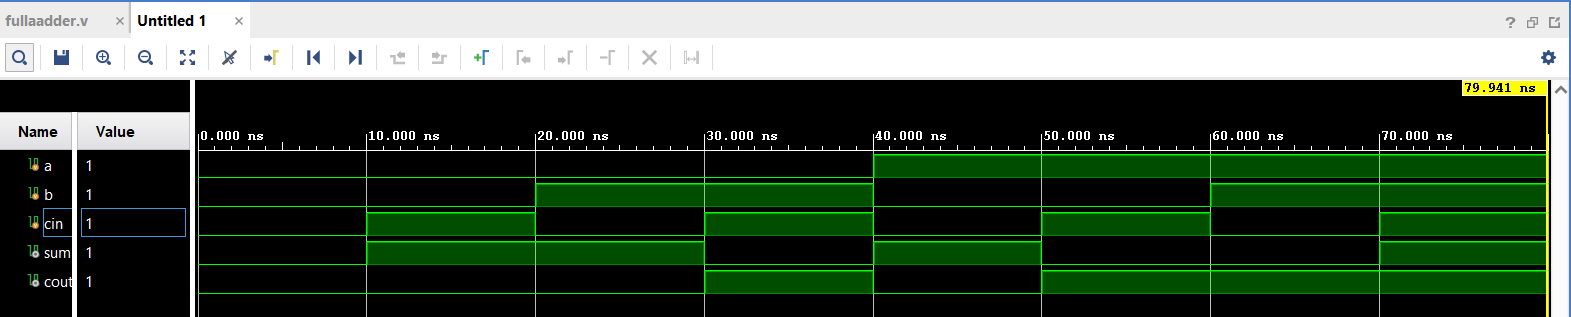 fullaadder.v × Untitled 1 ×
?
79.941 ns
Name Value
0.000 ns 10.000 ns 20.000 ns 30.000 ns 40.000 ns 50.000 ns 60.000 ns 70.000 ns
a 1
b 1
cin 1
sum 1
cout 1